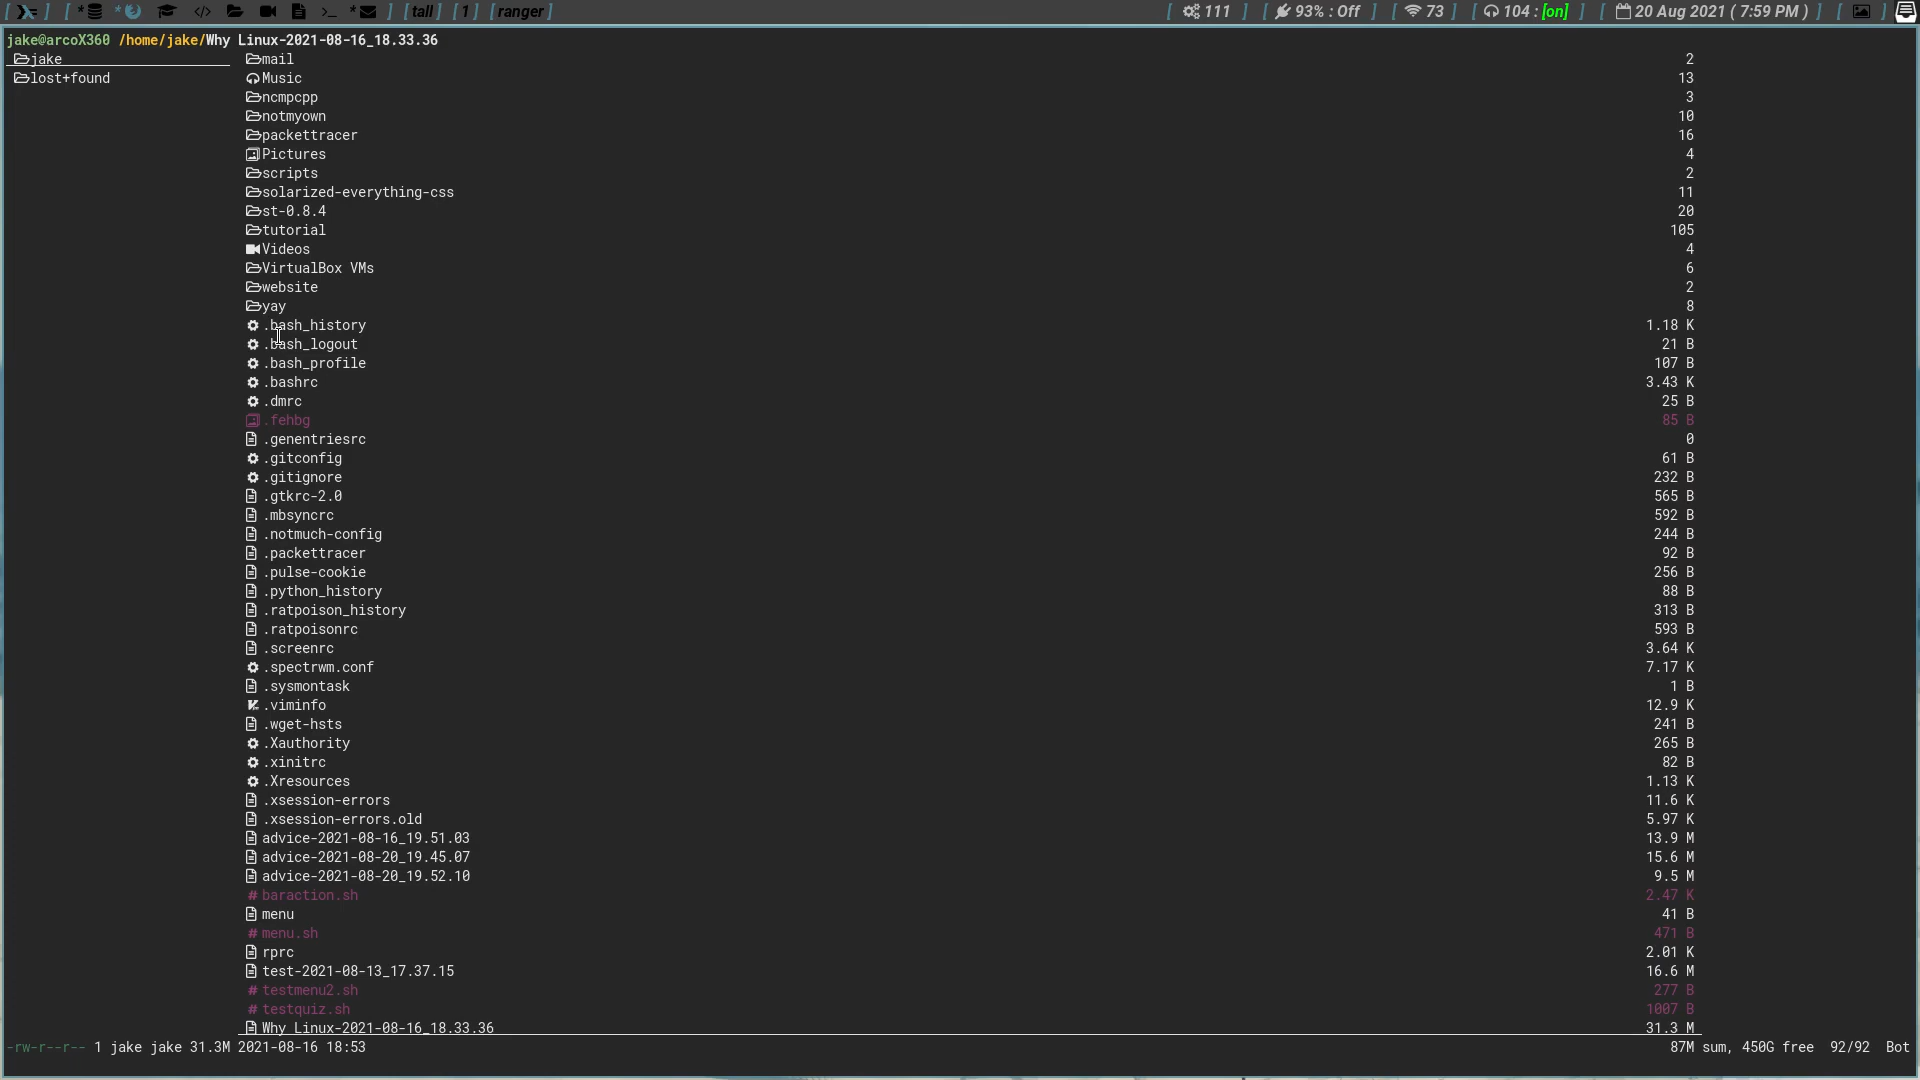 [ ] [ * * </> >_ * ] [tall] [1] [ranger] [ 111 ] [ 93% : Off ] [ 73 ] [ 104 : [on] ] [ 20 Aug 2021 ( 7:59 PM ) ] [ ]
jake@arcoX360 /home/jake/Why Linux-2021-08-16_18.33.36
jake mail 2
lost+found Music 13
ncmpcpp 3
notmyown 10
packettracer 16
Pictures 4
scripts 2
solarized-everything-css 11
st-0.8.4 20
tutorial 105
Videos 4
VirtualBox VMs 6
website 2
yay 8
.bash_history 1.18 K
.bash_logout 21 B
.bash_profile 107 B
.bashrc 3.43 K
.dmrc 25 B
.fehbg 85 B
.genentriesrc 0
.gitconfig 61 B
.gitignore 232 B
.gtkrc-2.0 565 B
.mbsyncrc 592 B
.notmuch-config 244 B
.packettracer 92 B
.pulse-cookie 256 B
.python_history 88 B
.ratpoison_history 313 B
.ratpoisonrc 593 B
.screenrc 3.64 K
.spectrwm.conf 7.17 K
.sysmontask 1 B
.viminfo 12.9 K
.wget-hsts 241 B
.Xauthority 265 B
.xinitrc 82 B
.Xresources 1.13 K
.xsession-errors 11.6 K
.xsession-errors.old 5.97 K
advice-2021-08-16_19.51.03 13.9 M
advice-2021-08-20_19.45.07 15.6 M
advice-2021-08-20_19.52.10 9.5 M
# baraction.sh 2.47 K
menu 41 B
# menu.sh 471 B
rprc 2.01 K
test-2021-08-13_17.37.15 16.6 M
# testmenu2.sh 277 B
# testquiz.sh 1007 B
Why Linux-2021-08-16_18.33.36 31.3 M
-rw-r--r-- 1 jake jake 31.3M 2021-08-16 18:53 87M sum, 450G free 92/92 Bot